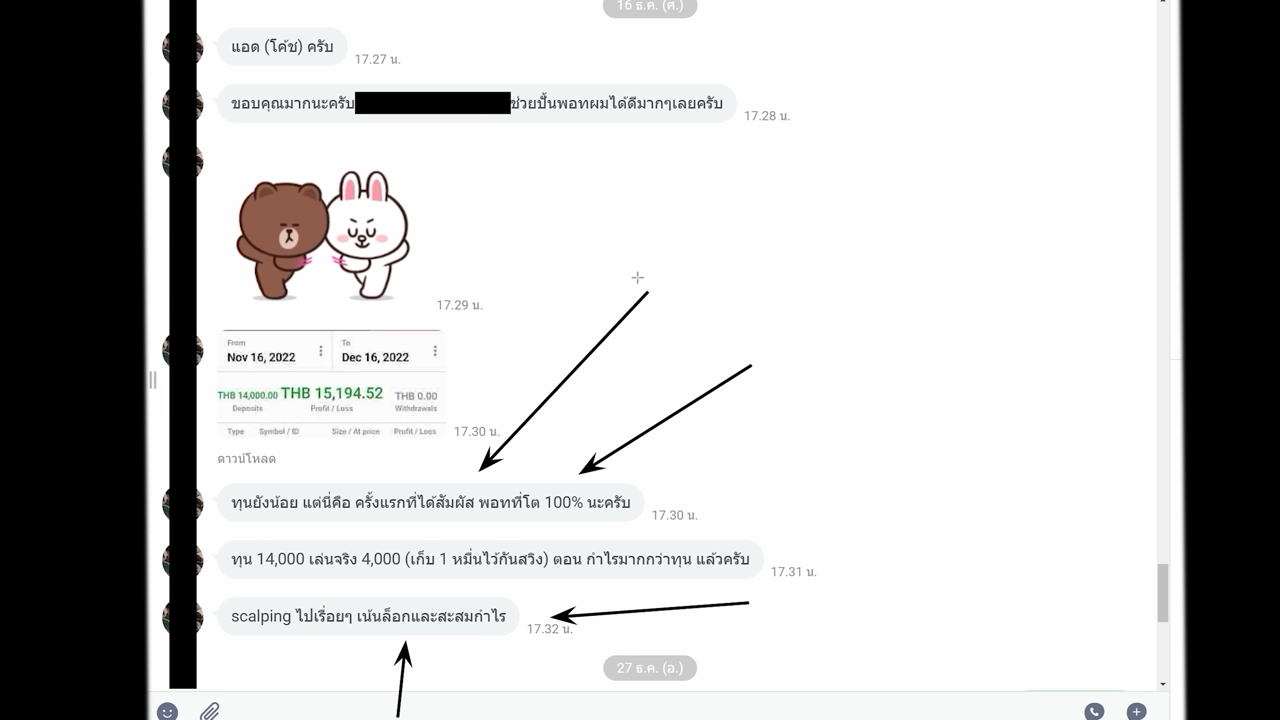 16 ธ.ค. (ศ.)
แอด (โค้ช) ครับ
17.27 น.
ขอบคุณมากนะครับ ช่วยปั้นพอทผมได้ดีมากๆเลยครับ
17.28 น.
17.29 น.
From
To
Nov 16, 2022
Dec 16, 2022
THB 14,000.00 THB 15,194.52 THB 0.00
Deposits Profit / Loss Withdrawals
Type Symbol / ID Size / At price Profit / Loss
17.30 น.
ดาวน์โหลด
ทุนยังน้อย แต่นี่คือ ครั้งแรกที่ได้สัมผัส พอทที่โต 100% นะครับ
17.30 น.
ทุน 14,000 เล่นจริง 4,000 (เก็บ 1 หมื่นไว้กันสวิง) ตอน กำไรมากกว่าทุน แล้วครับ
17.31 น.
scalping ไปเรื่อยๆ เน้นล็อกและสะสมกำไร
17.32 น.
27 ธ.ค. (อ.)